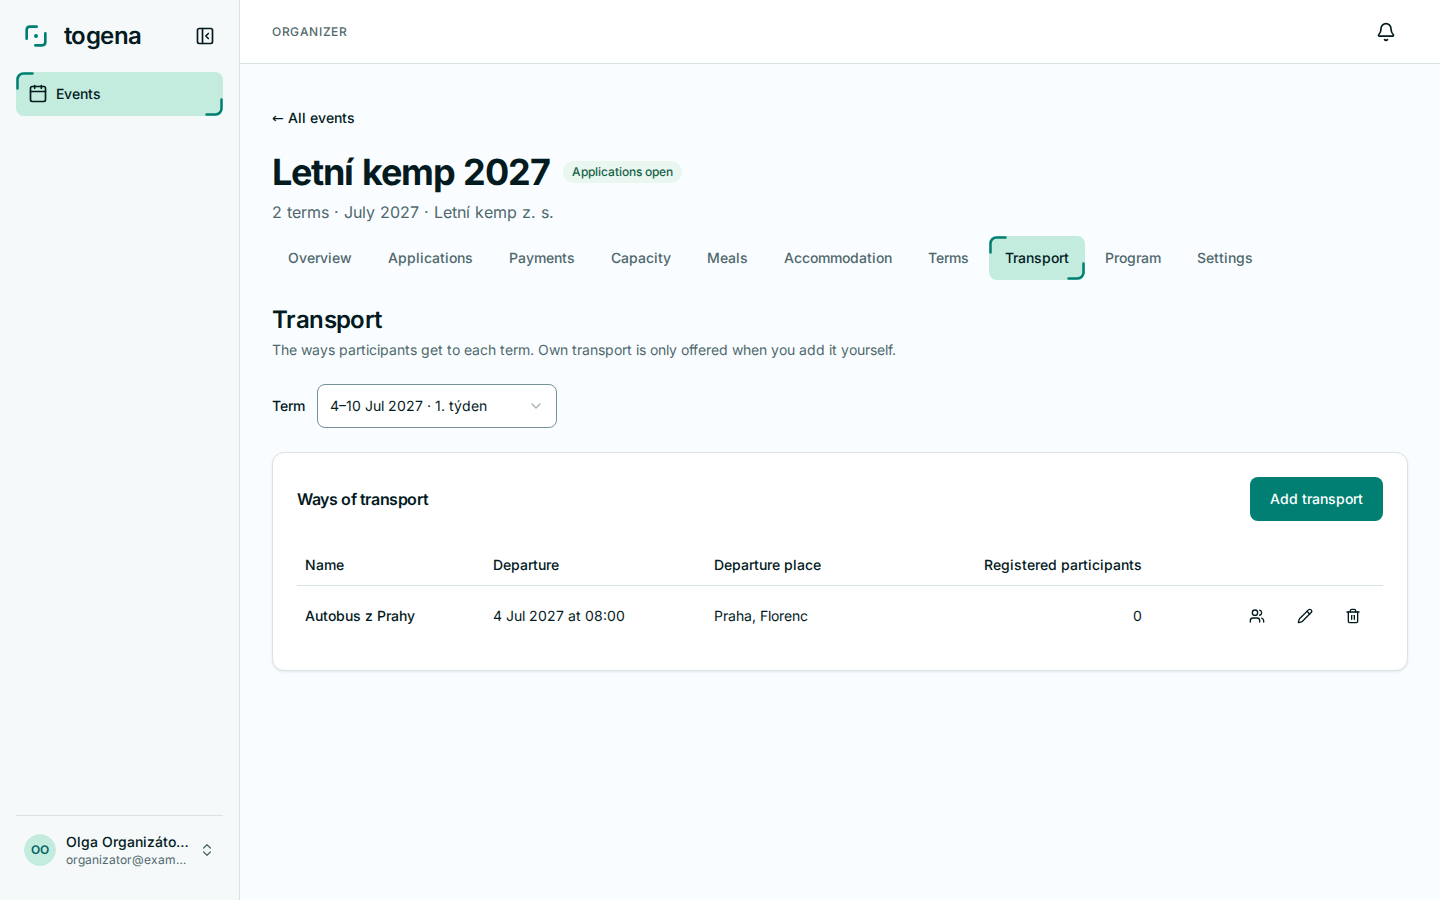 togena
ORGANIZER
Events
← All events
Letní kemp 2027
Applications open
2 terms · July 2027 · Letní kemp z. s.
Overview
Applications
Payments
Capacity
Meals
Accommodation
Terms
Transport
Program
Settings
Transport
The ways participants get to each term. Own transport is only offered when you add it yourself.
Term
4–10 Jul 2027 · 1. týden
Ways of transport
Add transport
Name
Departure
Departure place
Registered participants
Autobus z Prahy
4 Jul 2027 at 08:00
Praha, Florenc
0
OO
Olga Organizáto...
organizator@exam...